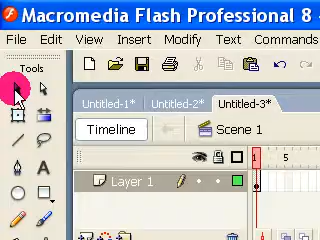 Macromedia Flash Professional 8 -
File Edit View Insert Modify Text Commands
Tools
Untitled-1* Untitled-2* Untitled-3*
Timeline Scene 1
1 5
Layer 1
A